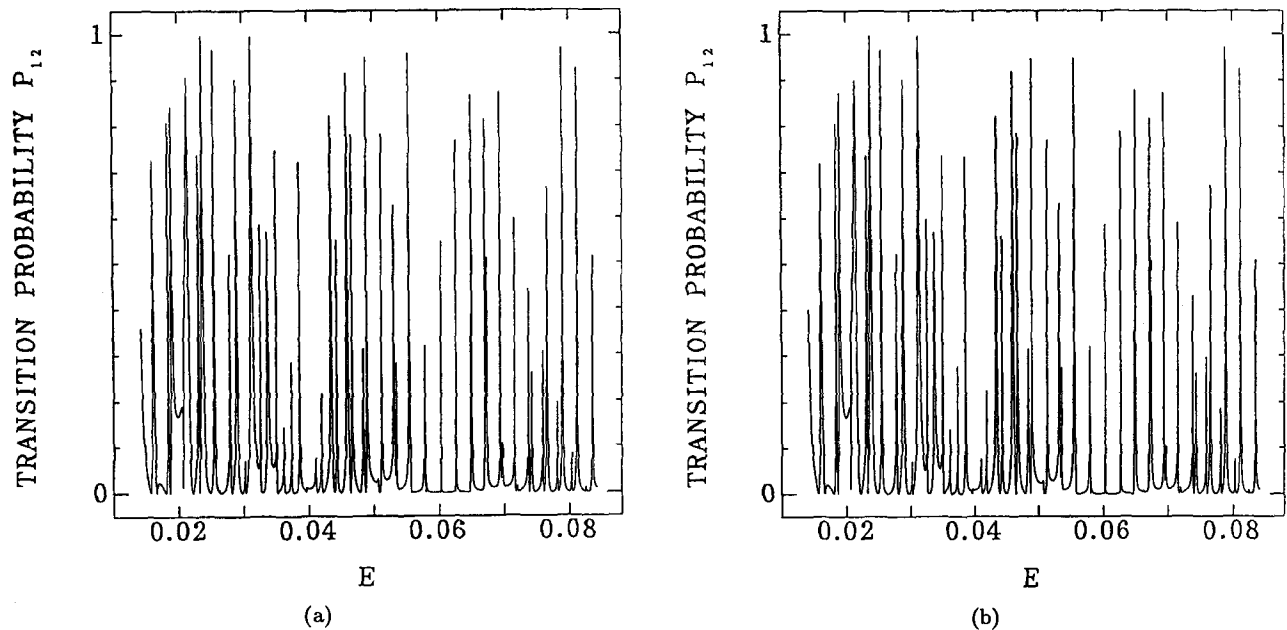 TRANSITION PROBABILITY P₁₂
1
0
0.02 0.04 0.06 0.08
E
(a)
TRANSITION PROBABILITY P₁₂
1
0
0.02 0.04 0.06 0.08
E
(b)